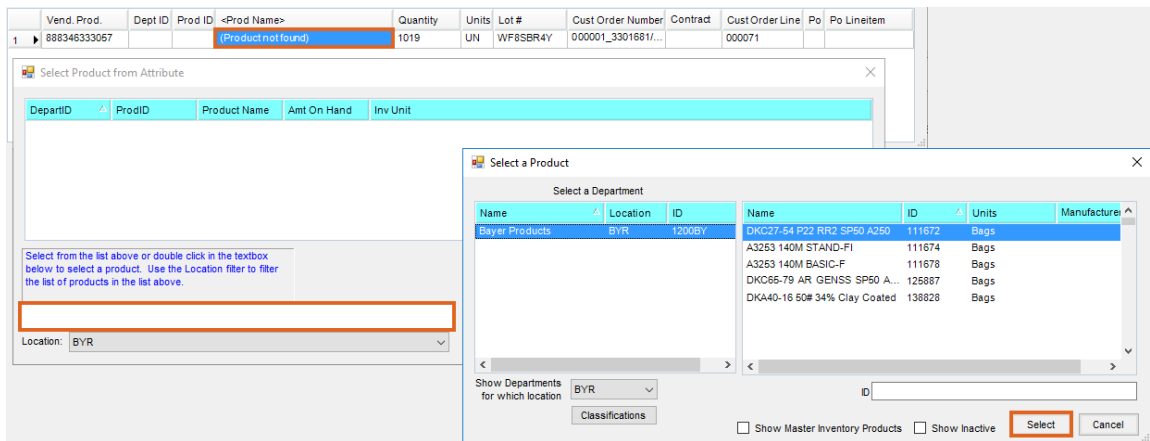 Vend. Prod. Dept ID Prod ID <Prod Name> Quantity Units Lot # Cust Order Number Contract Cust Order Line Po Po Lineitem
1 888346333057 (Product not found) 1019 UN WF8SBR4Y 000001_3301681/... 000071
Select Product from Attribute
DepartID ProdID Product Name Amt On Hand Inv Unit
Select from the list above or double click in the textbox
below to select a product. Use the Location filter to filter
the list of products in the list above.
Location: BYR
Select a Product
Select a Department
Name Location ID
Bayer Products BYR 1200BY
Name ID Units Manufacturer
DKC27-54 P22 RR2 SP50 A250 111672 Bags
A3253 140M STAND-FI 111674 Bags
A3253 140M BASIC-F 111678 Bags
DKC65-79 AR GENSS SP50 A... 125887 Bags
DKA40-16 50# 34% Clay Coated 138828 Bags
Show Departments
for which location
BYR
Classifications
ID
Show Master Inventory Products Show Inactive Select Cancel